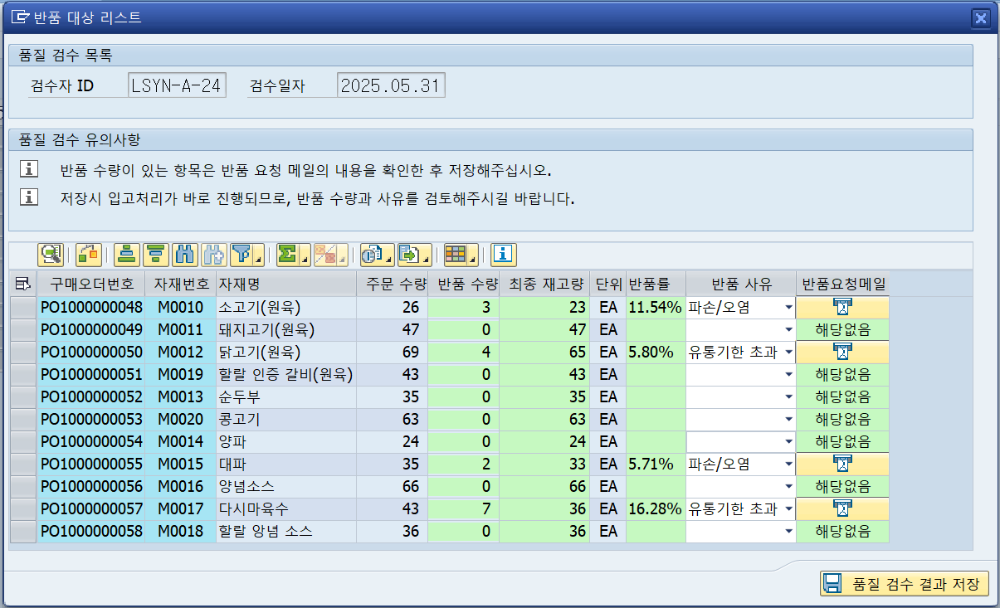 반품 대상 리스트
품질 검수 목록
검수자 ID LSYN-A-24 검수일자 2025.05.31
품질 검수 유의사항
반품 수량이 있는 항목은 반품 요청 메일의 내용을 확인한 후 저장해주십시오.
저장시 입고처리가 바로 진행되므로, 반품 수량과 사유를 검토해주시길 바랍니다.
구매오더번호 자재번호 자재명 주문 수량 반품 수량 최종 재고량 단위 반품률 반품 사유 반품요청메일
PO1000000048 M0010 소고기(원육) 26 3 23 EA 11.54% 파손/오염
PO1000000049 M0011 돼지고기(원육) 47 0 47 EA 해당없음
PO1000000050 M0012 닭고기(원육) 69 4 65 EA 5.80% 유통기한 초과
PO1000000051 M0019 할랄 인증 갈비(원육) 43 0 43 EA 해당없음
PO1000000052 M0013 순두부 35 0 35 EA 해당없음
PO1000000053 M0020 콩고기 63 0 63 EA 해당없음
PO1000000054 M0014 양파 24 0 24 EA 해당없음
PO1000000055 M0015 대파 35 2 33 EA 5.71% 파손/오염
PO1000000056 M0016 양념소스 66 0 66 EA 해당없음
PO1000000057 M0017 다시마육수 43 7 36 EA 16.28% 유통기한 초과
PO1000000058 M0018 할랄 앙념 소스 36 0 36 EA 해당없음
품질 검수 결과 저장